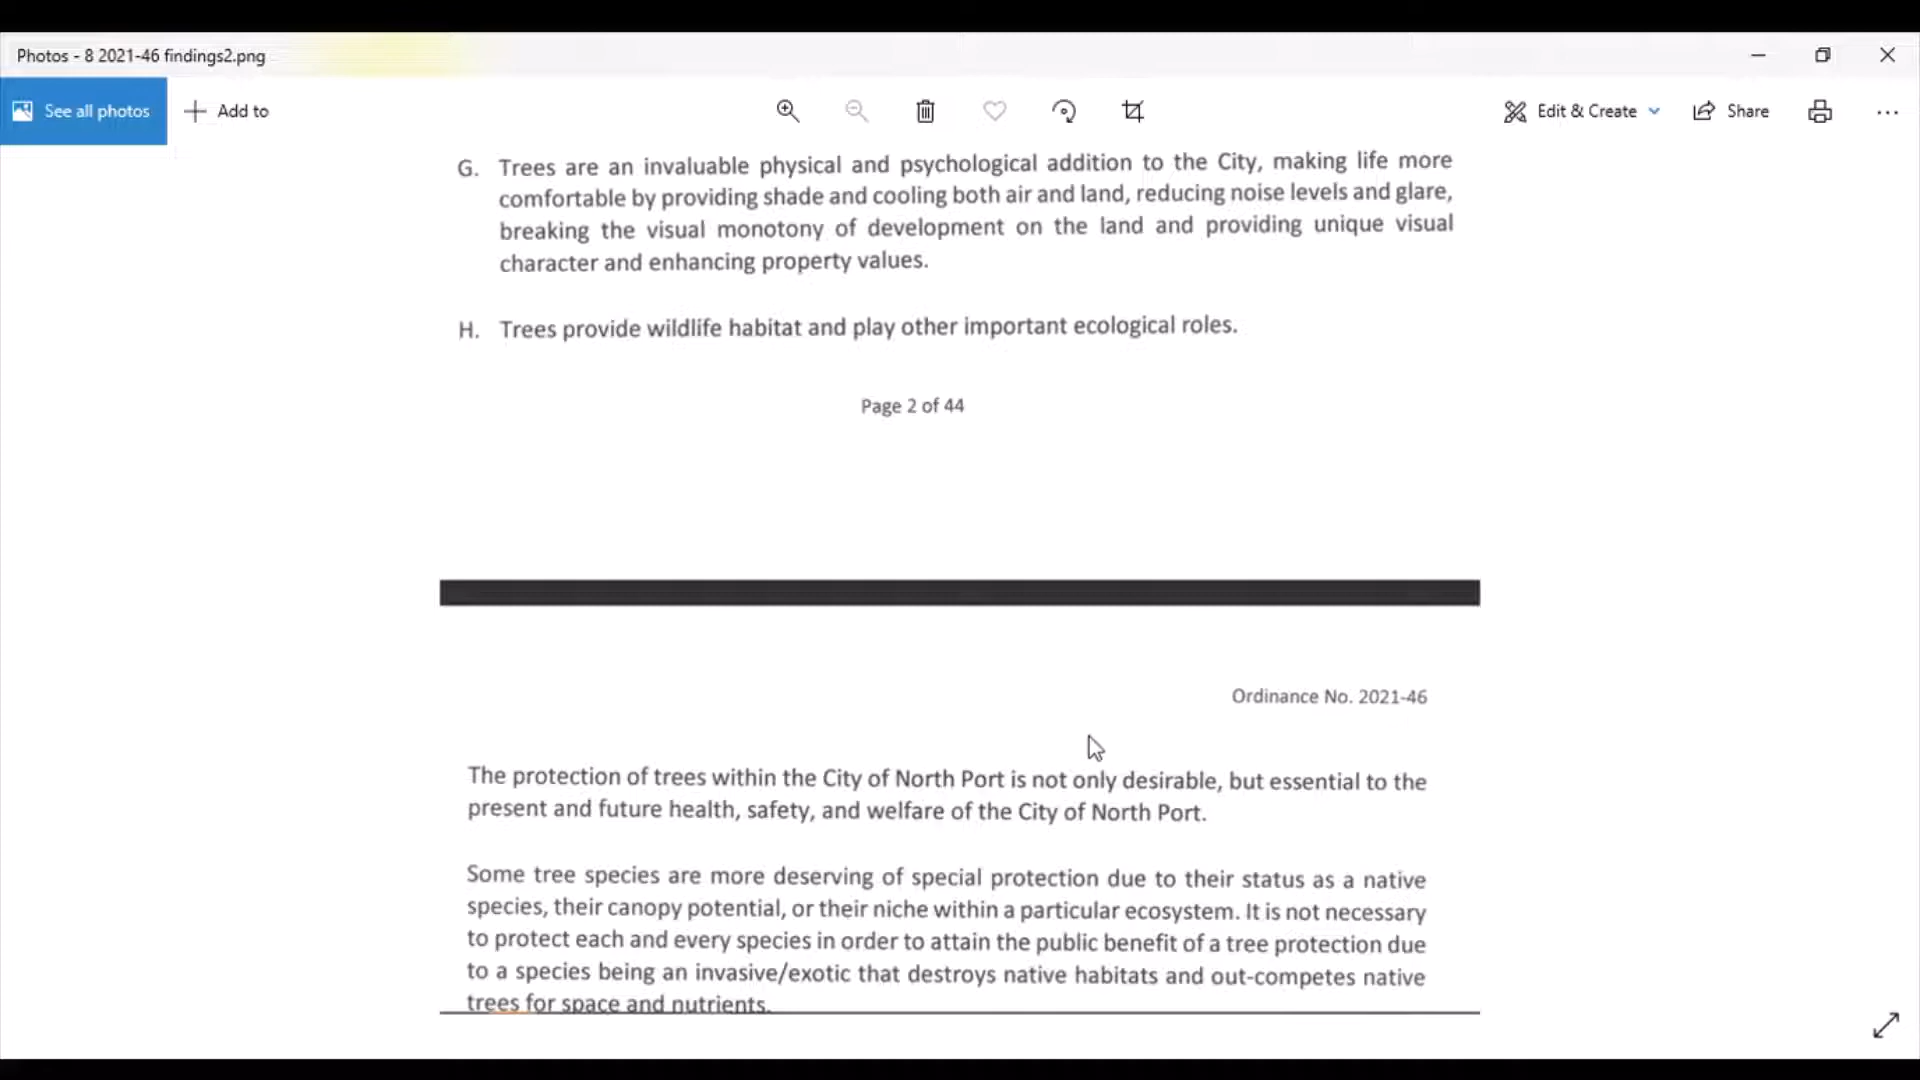 Photos - 8 2021-46 findings2.png
See all photos
Add to
Edit & Create
Share
G. Trees are an invaluable physical and psychological addition to the City, making life more
comfortable by providing shade and cooling both air and land, reducing noise levels and glare,
breaking the visual monotony of development on the land and providing unique visual
character and enhancing property values.
H. Trees provide wildlife habitat and play other important ecological roles.
Page 2 of 44
Ordinance No. 2021-46
The protection of trees within the City of North Port is not only desirable, but essential to the
present and future health, safety, and welfare of the City of North Port.
Some tree species are more deserving of special protection due to their status as a native
species, their canopy potential, or their niche within a particular ecosystem. It is not necessary
to protect each and every species in order to attain the public benefit of a tree protection due
to a species being an invasive/exotic that destroys native habitats and out-competes native
trees for space and nutrients.